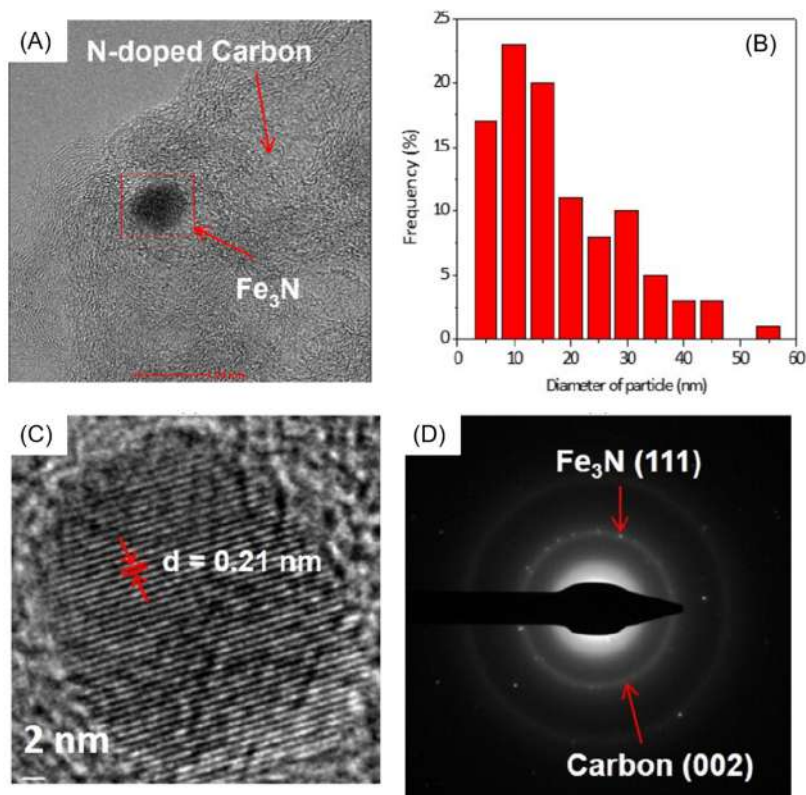 (A)
N-doped Carbon
Fe₃N
(B)
25
20
15
10
5
0
Frequency (%)
0 10 20 30 40 50 60
Diameter of particle (nm)
(C)
d = 0.21 nm
2 nm
(D)
Fe₃N (111)
Carbon (002)